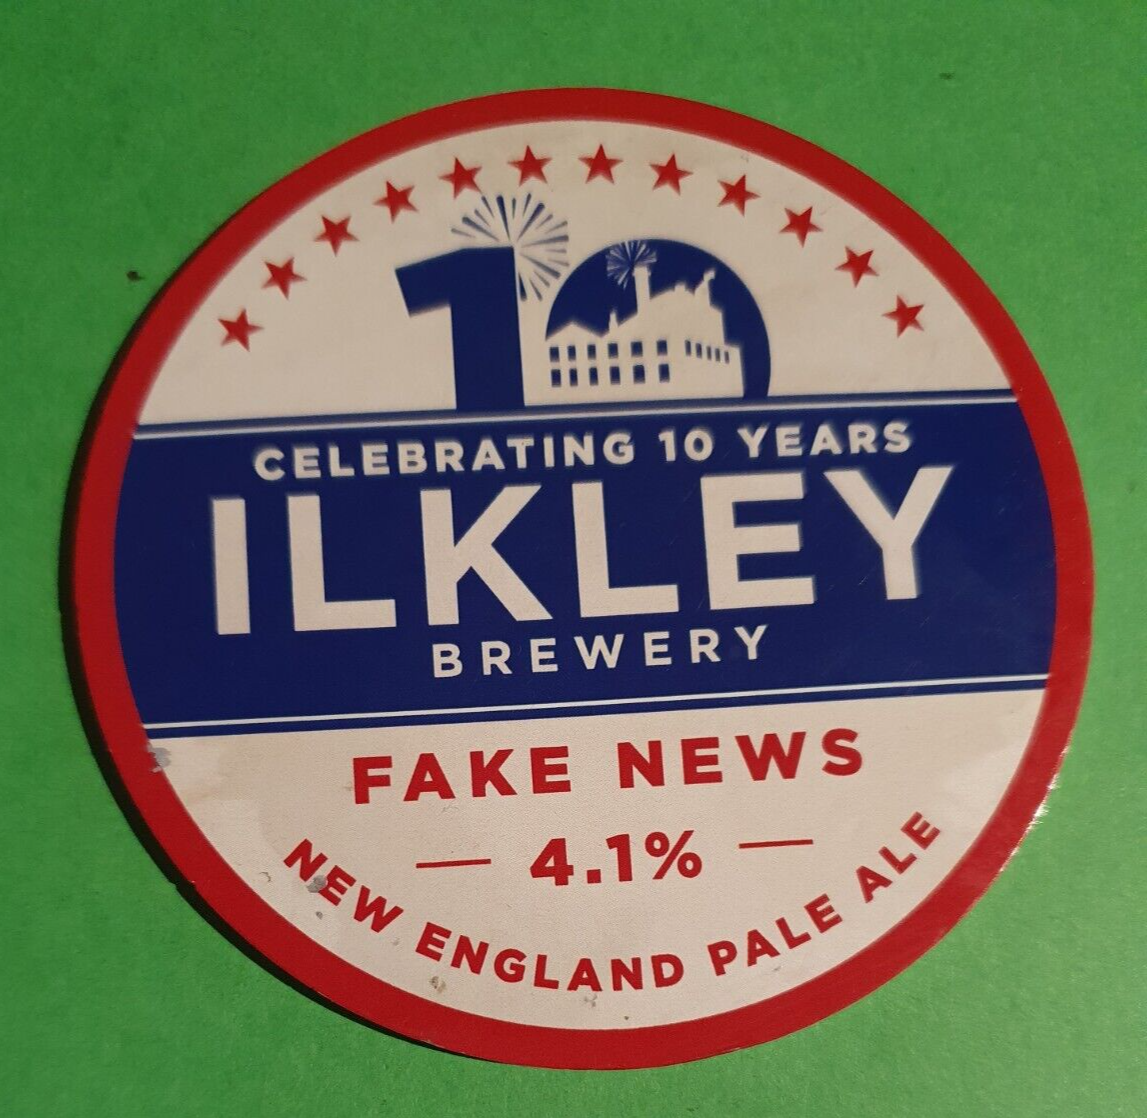 10
CELEBRATING 10 YEARS
ILKLEY
BREWERY
FAKE NEWS
4.1%
NEW ENGLAND PALE ALE